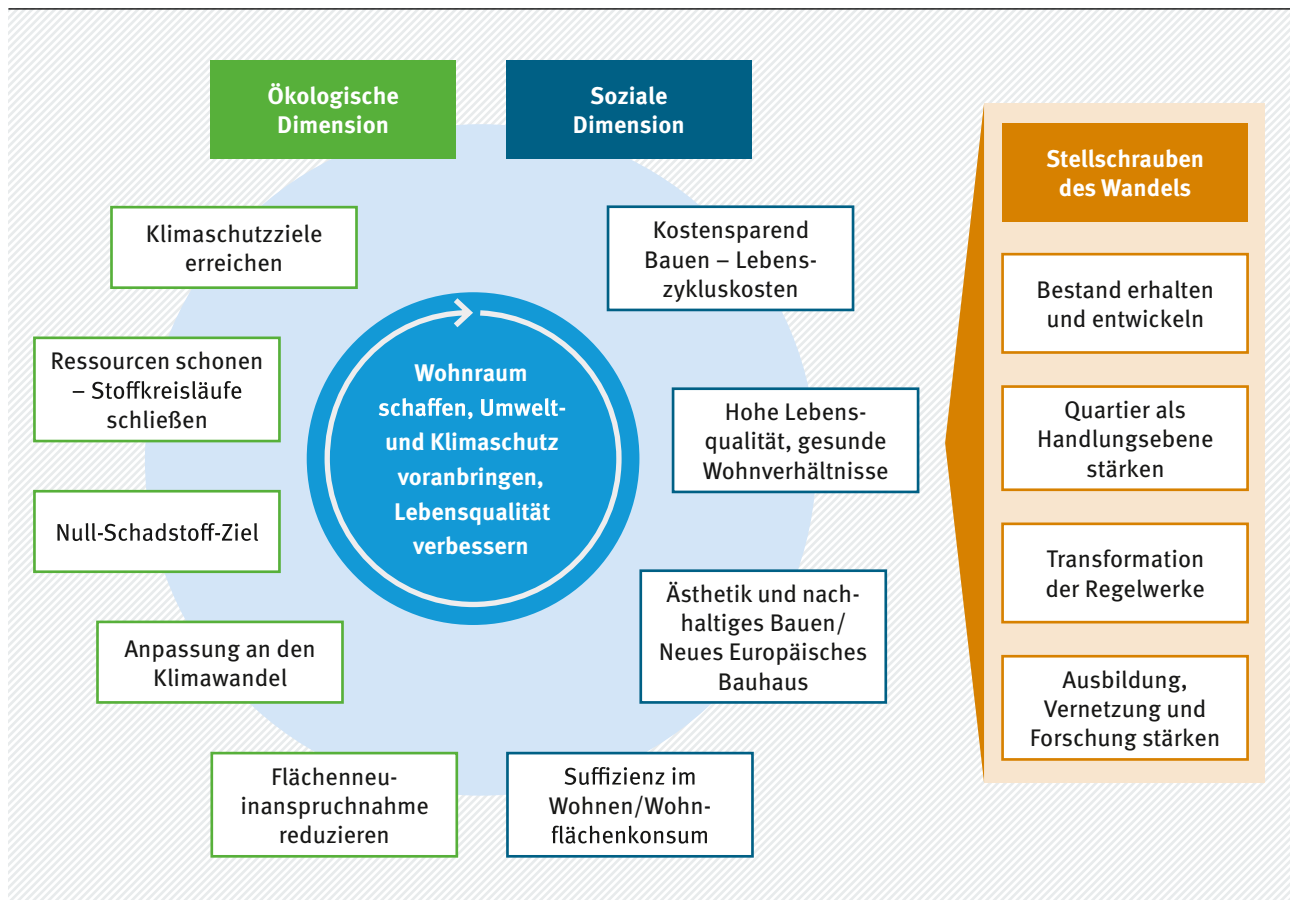 Ökologische
Dimension
Klimaschutzziele
erreichen
Ressourcen schonen
– Stoffkreisläufe
schließen
Null-Schadstoff-Ziel
Anpassung an den
Klimawandel
Flächenneu-
inanspruchnahme
reduzieren
Wohnraum
schaffen, Umwelt-
und Klimaschutz
voranbringen,
Lebensqualität
verbessern
Soziale
Dimension
Kostensparend
Bauen – Lebens-
zykluskosten
Hohe Lebens-
qualität, gesunde
Wohnverhältnisse
Ästhetik und nach-
haltiges Bauen/
Neues Europäisches
Bauhaus
Suffizienz im
Wohnen/Wohn-
flächenkonsum
Stellschrauben
des Wandels
Bestand erhalten
und entwickeln
Quartier als
Handlungsebene
stärken
Transformation
der Regelwerke
Ausbildung,
Vernetzung und
Forschung stärken